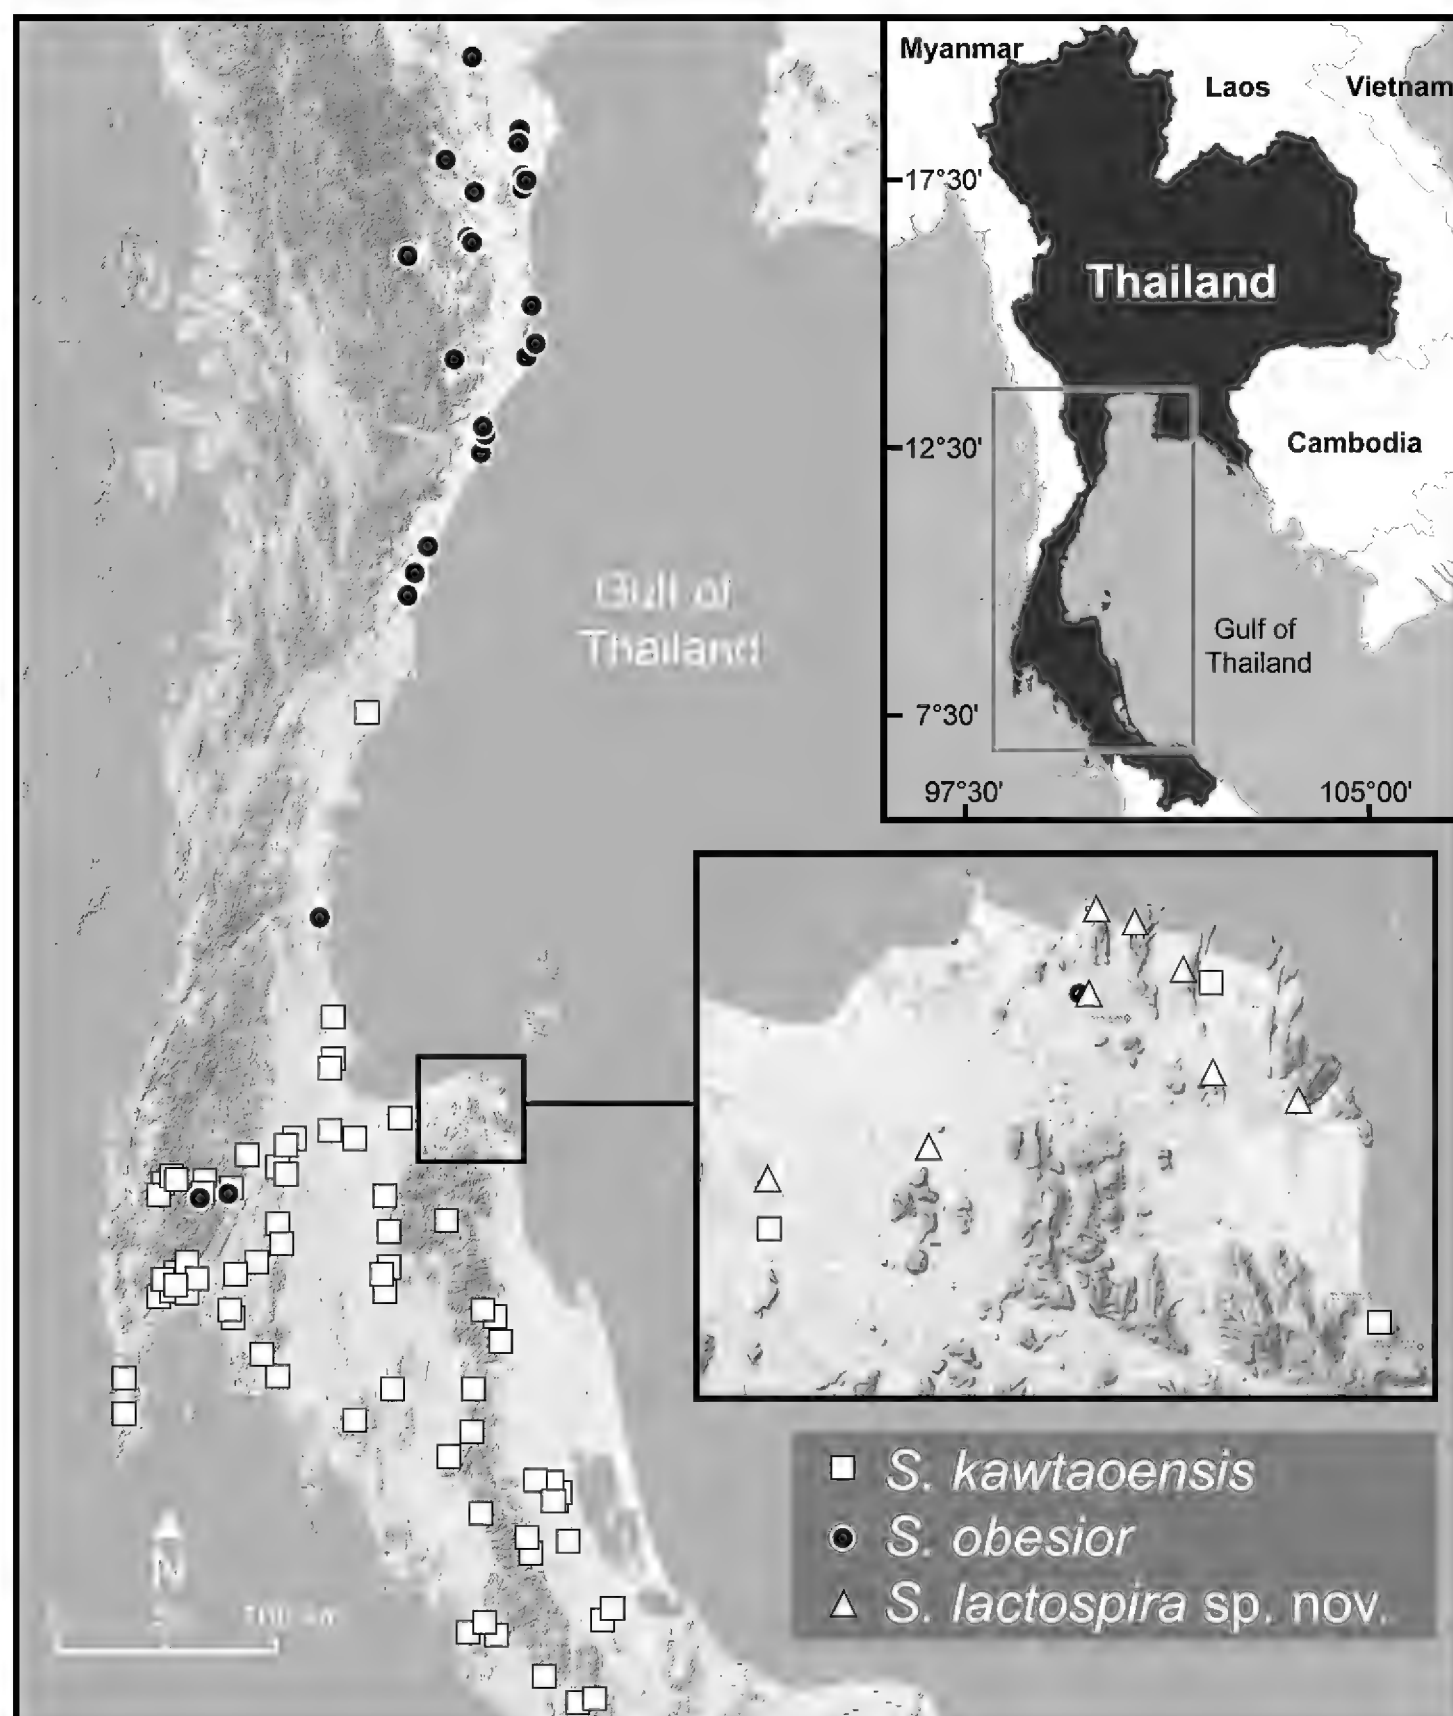 Myanmar
Laos
Vietnam
17°30'
Thailand
12°30'
Cambodia
Gulf of
Thailand
7°30'
97°30'
105°00'
Gulf of
Thailand
S. kawtaoensis
S. obesior
S. lactospira sp. nov.
N